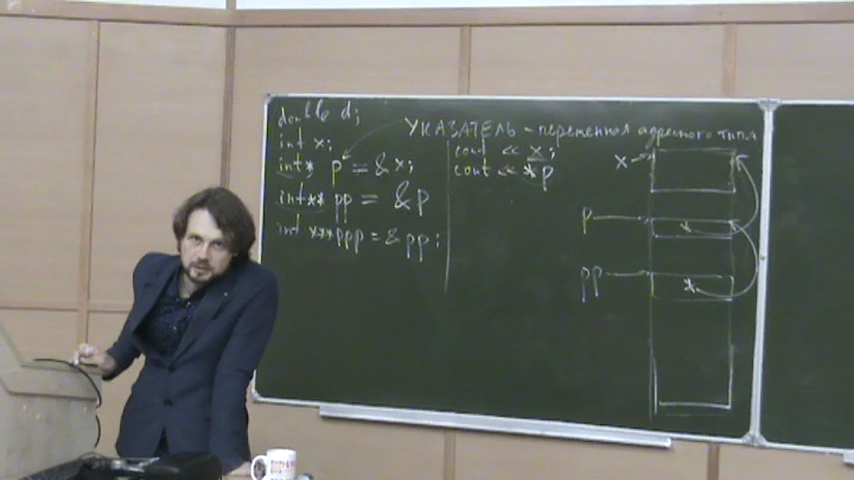 double d;
int x;
int* p = &x;
int** pp = &p
int ***ppp = &pp;
УКАЗАТЕЛЬ - переменная адресного типа
cout << x;
cout << *p
x
p
*
pp
*